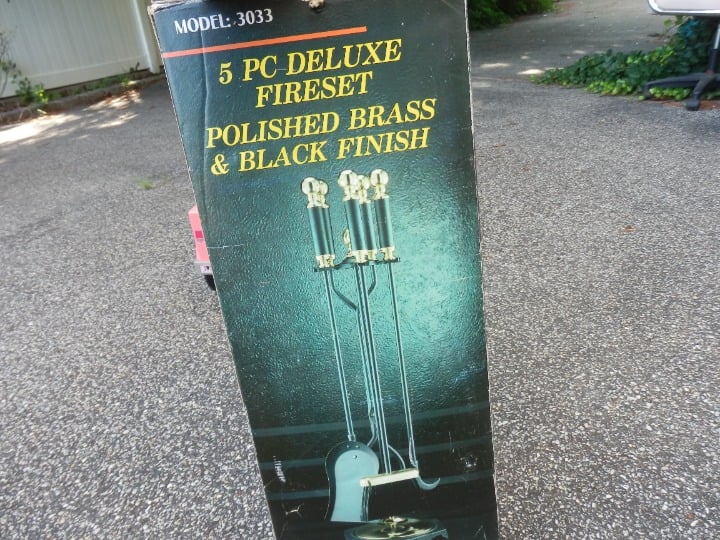 MODEL: 3033
5 PC DELUXE
FIRESET
POLISHED BRASS
& BLACK FINISH